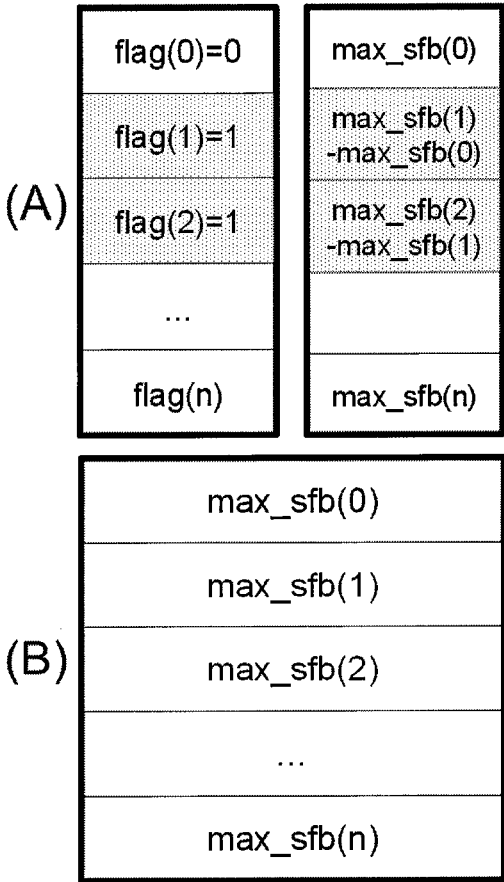 flag(0)=0
max_sfb(0)
flag(1)=1
max_sfb(1)
-max_sfb(0)
(A)
flag(2)=1
max_sfb(2)
-max_sfb(1)
...
flag(n)
max_sfb(n)
max_sfb(0)
max_sfb(1)
(B)
max_sfb(2)
...
max_sfb(n)